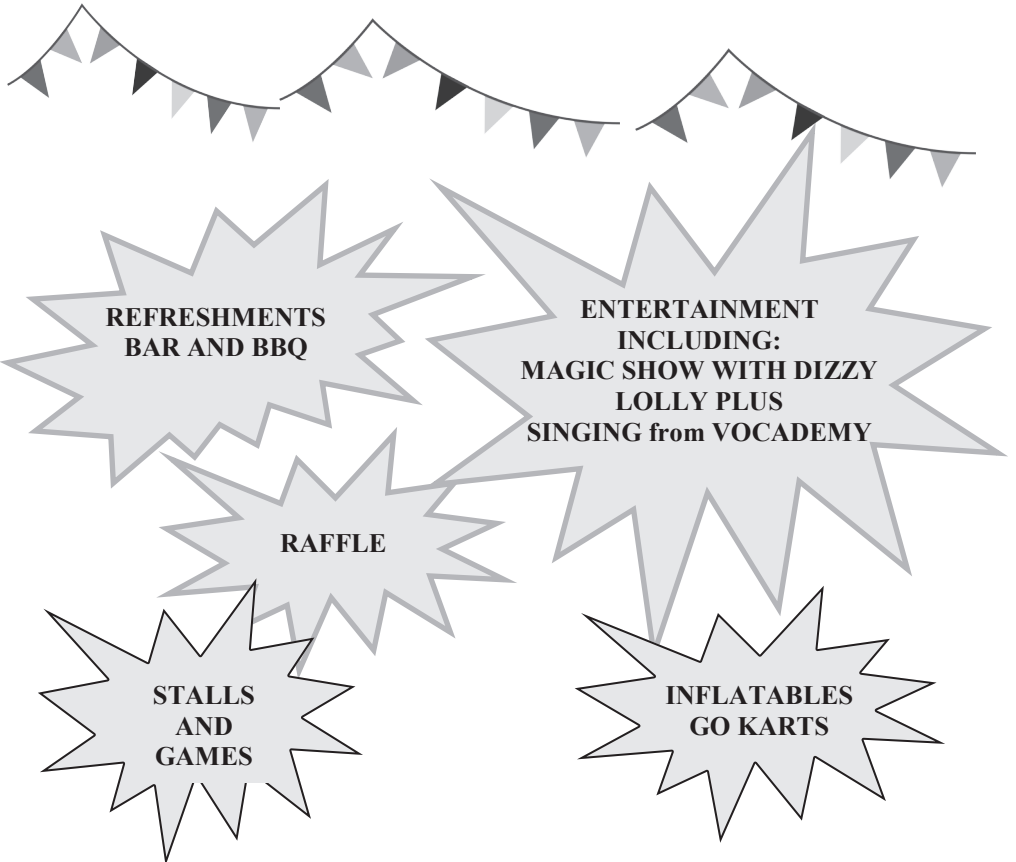 REFRESHMENTS
BAR AND BBQ
ENTERTAINMENT
INCLUDING:
MAGIC SHOW WITH DIZZY
LOLLY PLUS
SINGING from VOCADEMY
RAFFLE
STALLS
AND
GAMES
INFLATABLES
GO KARTS